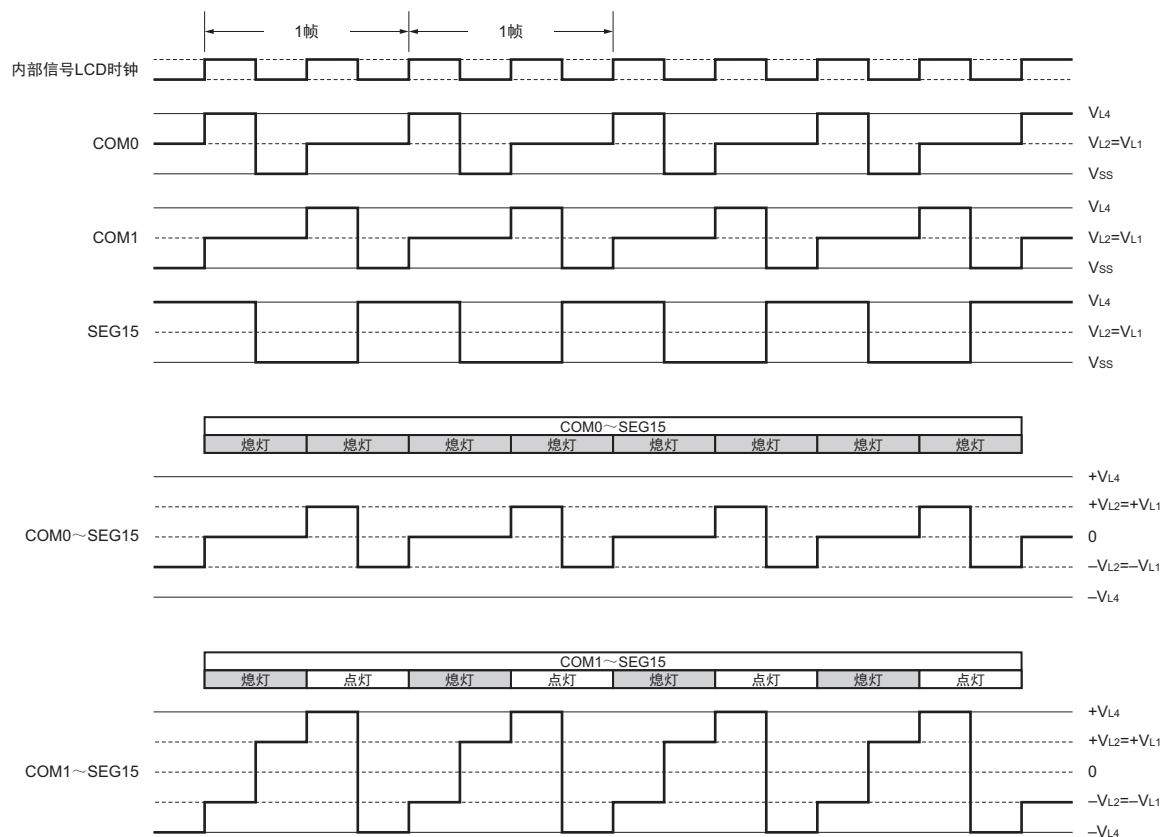 1帧 1帧
内部信号LCD时钟
VL4
COM0 VL2=VL1
VSS
VL4
COM1 VL2=VL1
VSS
VL4
SEG15 VL2=VL1
VSS
COM0～SEG15
熄灯 熄灯 熄灯 熄灯 熄灯 熄灯 熄灯 熄灯
+VL4
+VL2=+VL1
COM0～SEG15 0
–VL2=–VL1
–VL4
COM1～SEG15
熄灯 点灯 熄灯 点灯 熄灯 点灯 熄灯 点灯
+VL4
+VL2=+VL1
COM1～SEG15 0
–VL2=–VL1
–VL4